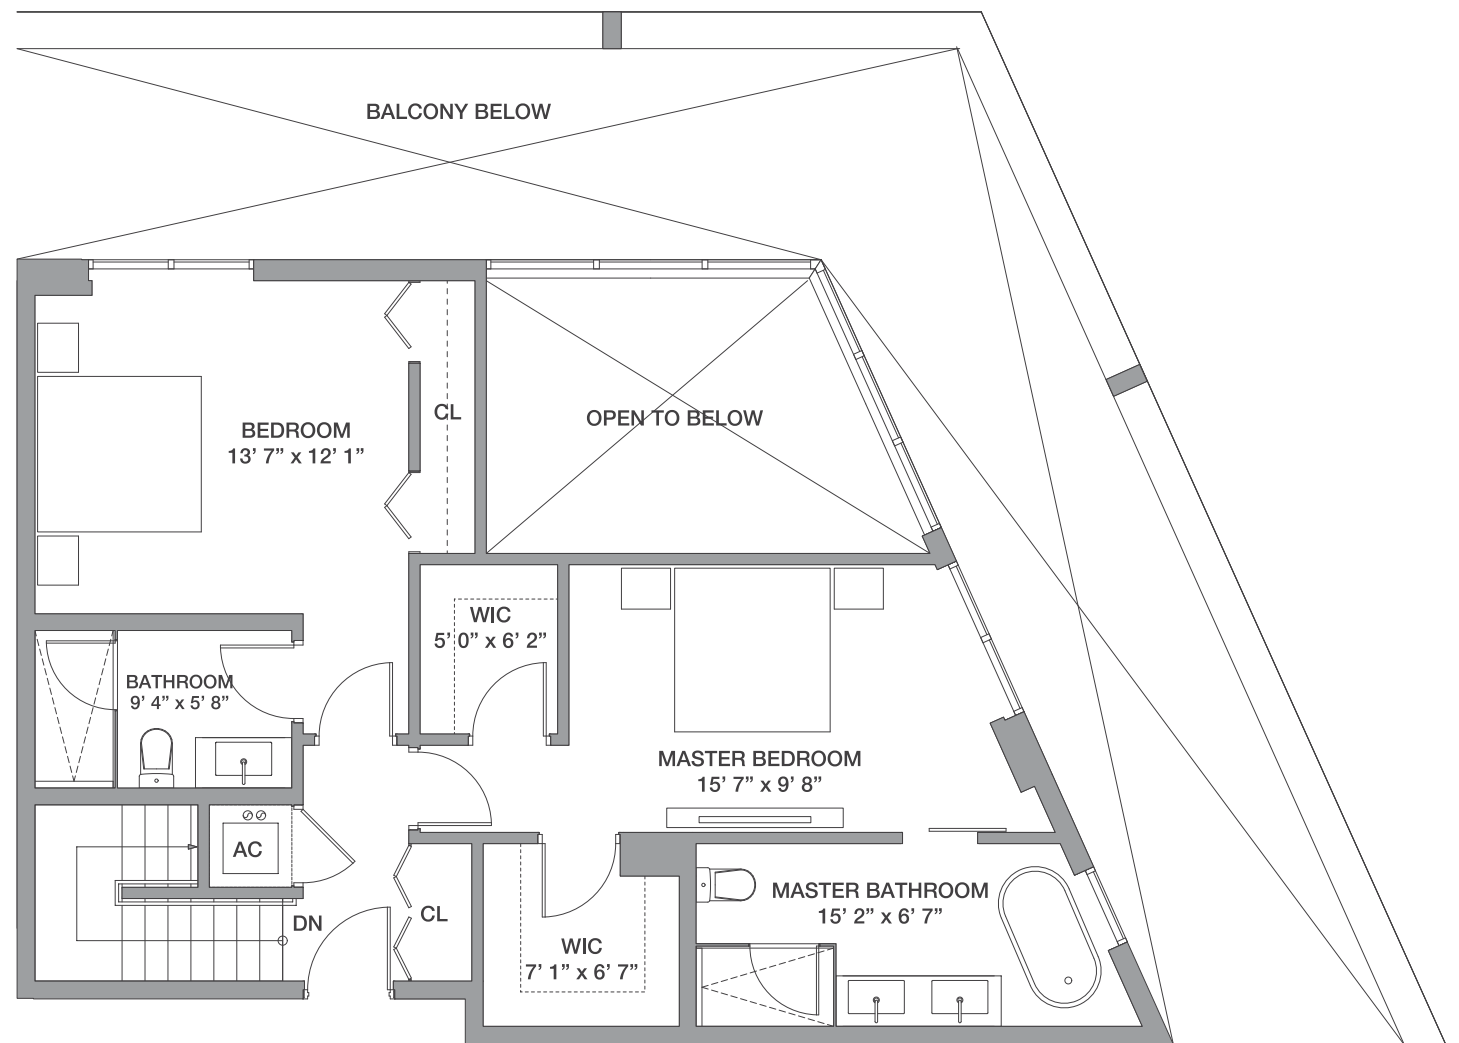 BALCONY BELOW
CL
OPEN TO BELOW
BEDROOM
13’ 7” x 12’ 1”
WIC
5’ 0” x 6’ 2”
BATHROOM
9’ 4” x 5’ 8”
MASTER BEDROOM
15’ 7” x 9’ 8”
AC
MASTER BATHROOM
15’ 2” x 6’ 7”
CL
DN
WIC
7’ 1” x 6’ 7”